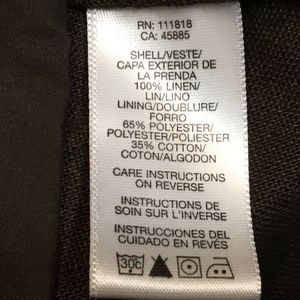 RN: 111818
CA: 45885
SHELL/VESTE/
CAPA EXTERIOR DE
LA PRENDA
100% LINEN/
LIN/LINO
LINING/DOUBLURE/
FORRO
65% POLYESTER/
POLYESTER/POLIESTER
35% COTTON/
COTON/ALGODON
CARE INSTRUCTIONS
ON REVERSE
INSTRUCTIONS DE
SOIN SUR L'INVERSE
INSTRUCCIONES DEL
CUIDADO EN REVÉS
30C